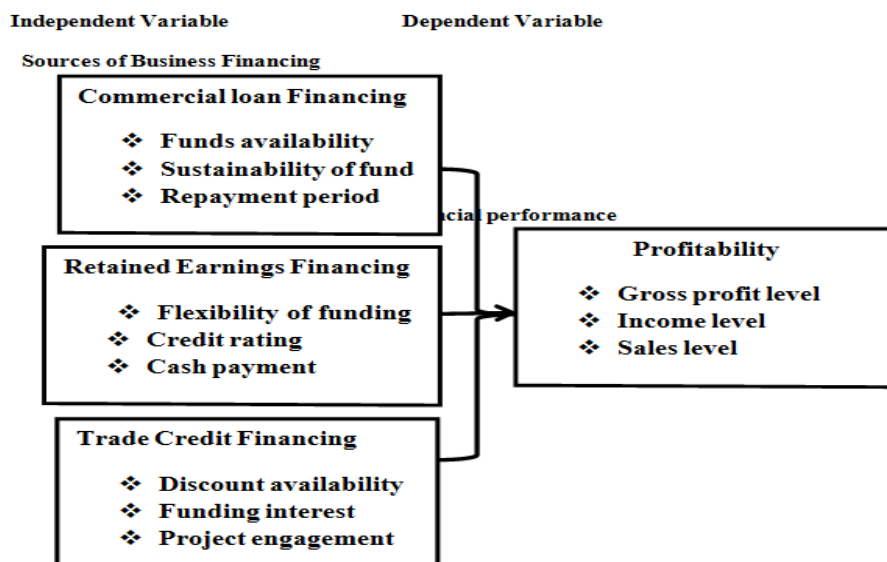 Independent Variable
Dependent Variable
Sources of Business Financing
Commercial loan Financing
❖ Funds availability
❖ Sustainability of fund
❖ Repayment period
performance
Retained Earnings Financing
❖ Flexibility of funding
❖ Credit rating
❖ Cash payment
Profitability
❖ Gross profit level
❖ Income level
❖ Sales level
Trade Credit Financing
❖ Discount availability
❖ Funding interest
❖ Project engagement